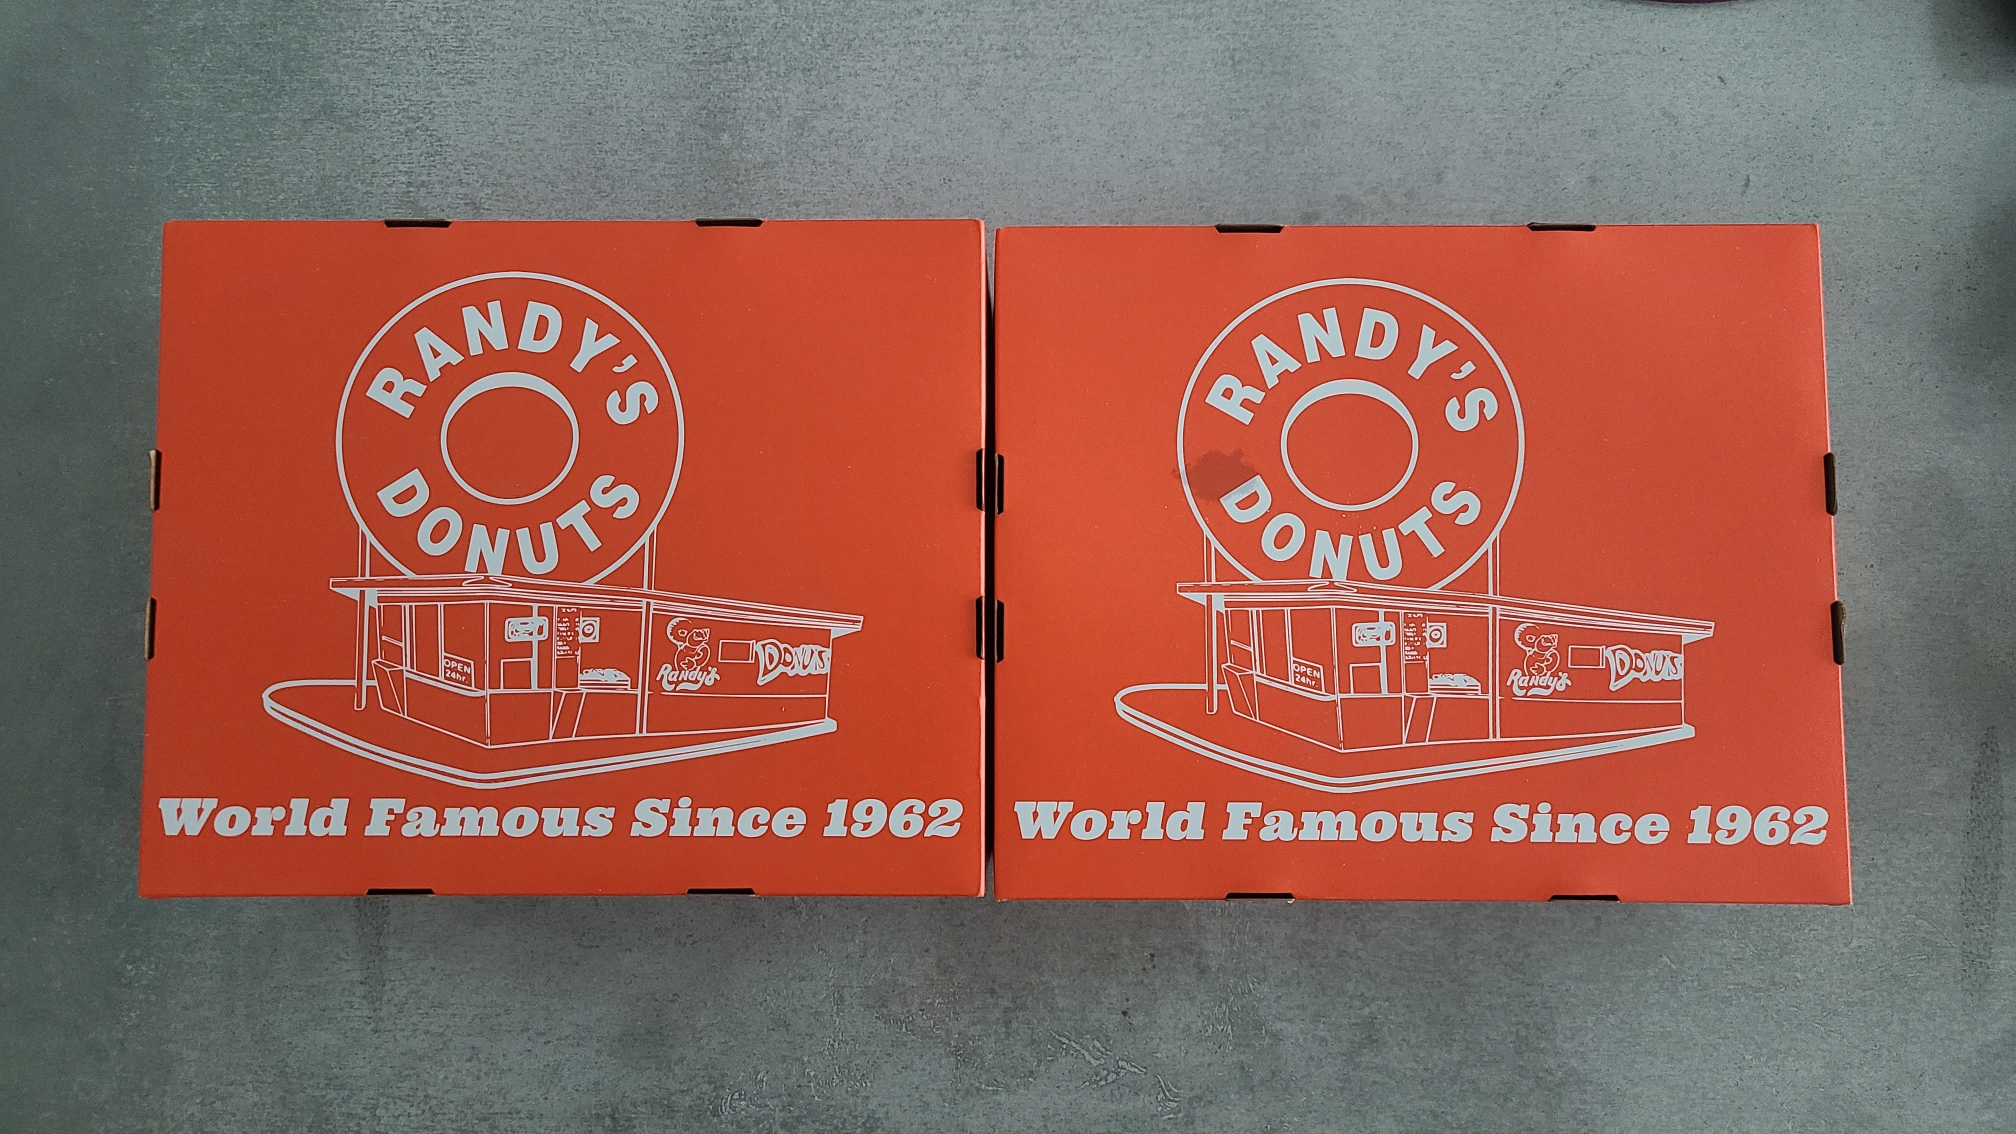 RANDY'S
DONUTS
OPEN
24hr.
Randy's
DONUTS
World Famous Since 1962
RANDY'S
DONUTS
OPEN
24hr.
Randy's
DONUTS
World Famous Since 1962